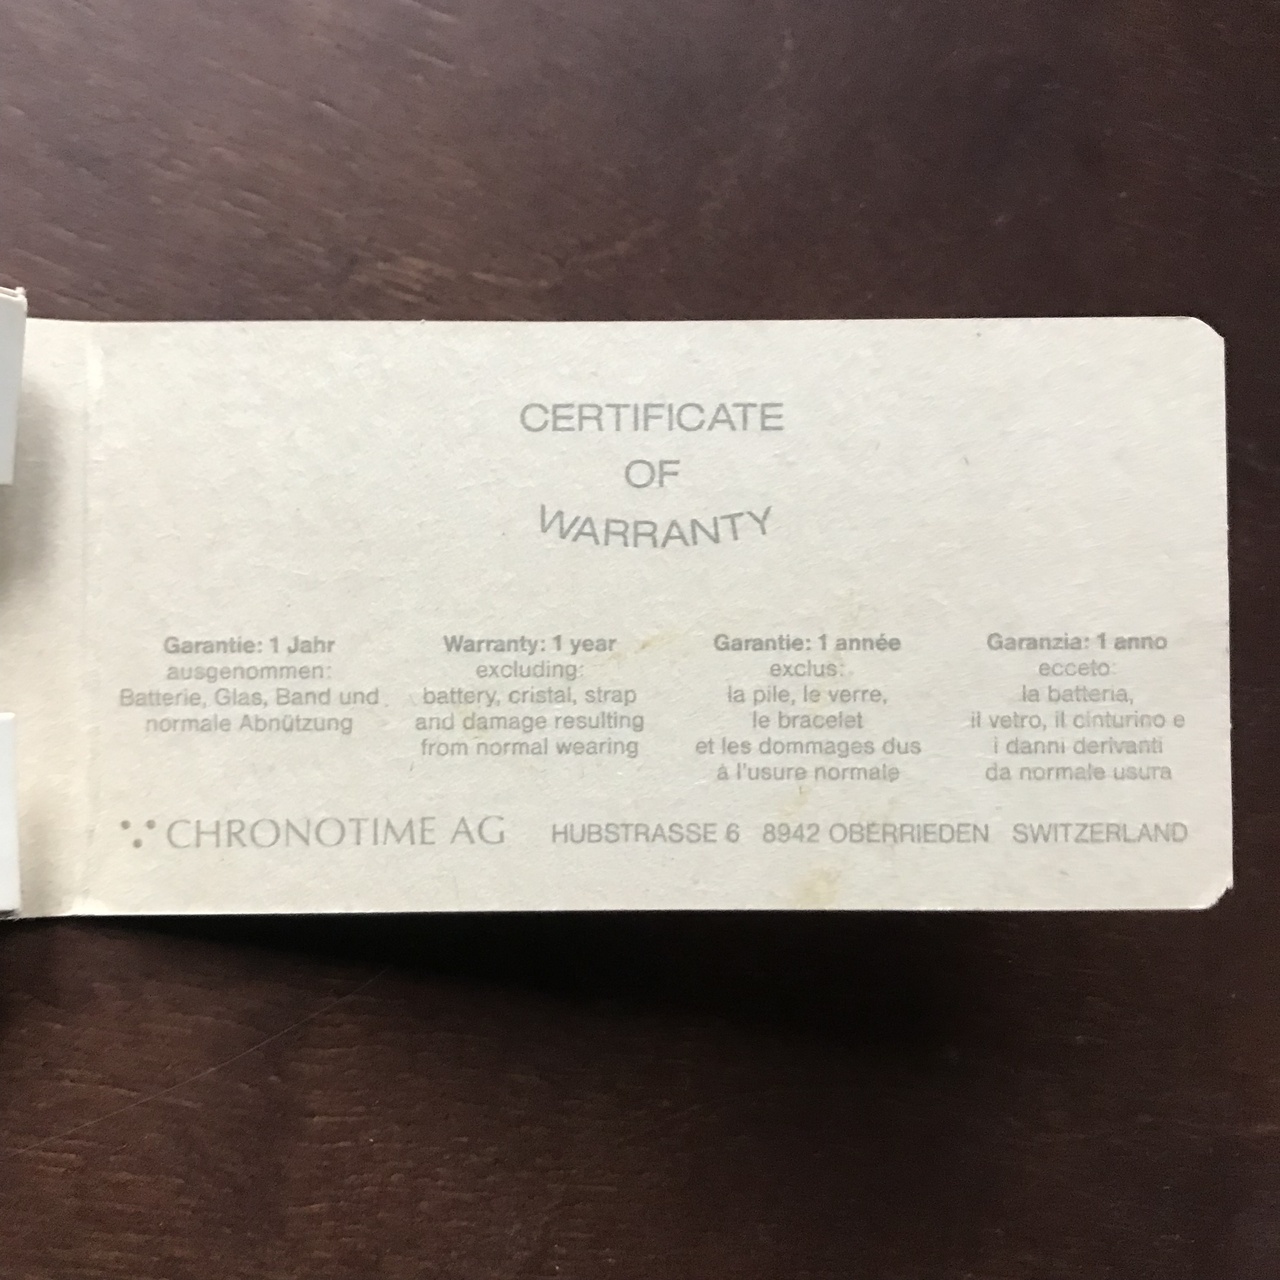 CERTIFICATE
OF
WARRANTY
Garantie: 1 Jahr
ausgenommen:
Batterie, Glas, Band und
normale Abnützung
Warranty: 1 year
excluding:
battery, cristal, strap
and damage resulting
from normal wearing
Garantie: 1 année
exclus:
la pile, le verre,
le bracelet
et les dommages dus
à l'usure normale
Garanzia: 1 anno
ecceto:
la batteria,
il vetro, il cinturino e
i danni derivanti
da normale usura
CHRONOTIME AG HUBSTRASSE 6 8942 OBERRIEDEN SWITZERLAND